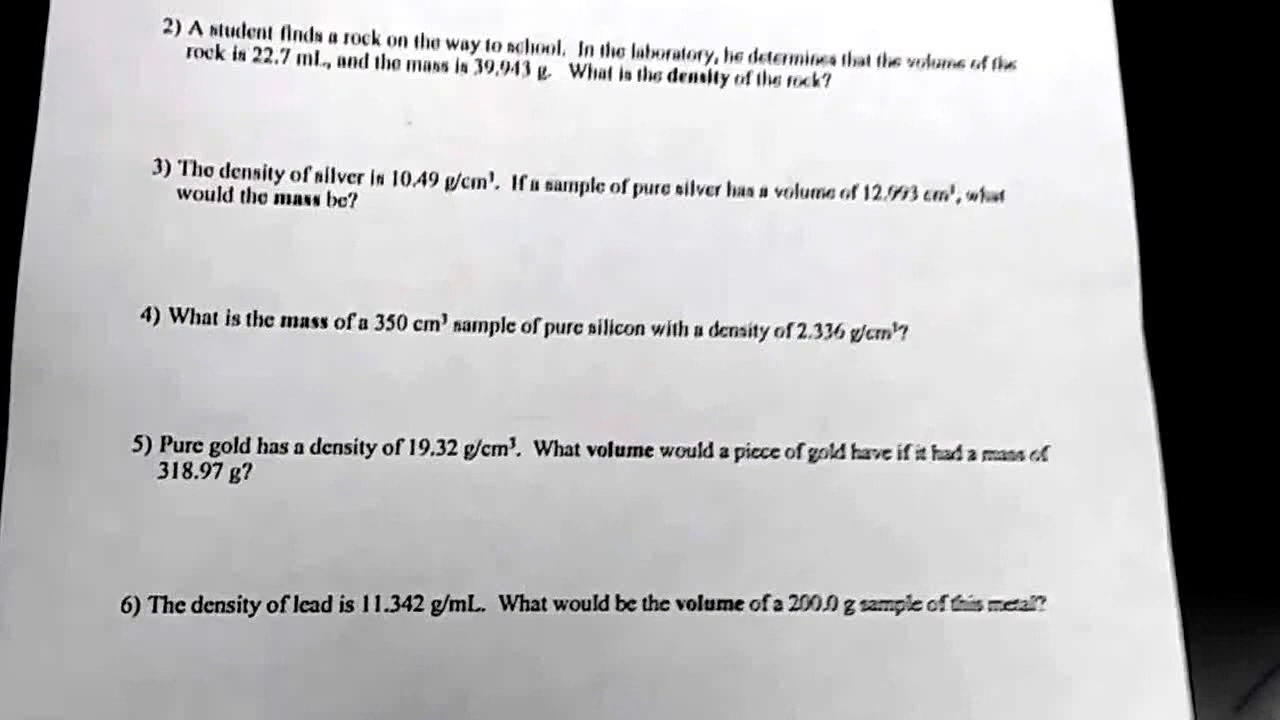 2) A student finds a rock on the way to school. In the laboratory, he determines that the volume of the
rock is 22.7 mL, and the mass is 39.943 g. What is the density of the rock?
3) The density of silver is 10.49 g/cm³. If a sample of pure silver has a volume of 12.993 cm³, what
would the mass be?
4) What is the mass of a 350 cm³ sample of pure silicon with a density of 2.336 g/cm³?
5) Pure gold has a density of 19.32 g/cm³. What volume would a piece of gold have if it had a mass of
318.97 g?
6) The density of lead is 11.342 g/mL. What would be the volume of a 200.0 g sample of this metal?